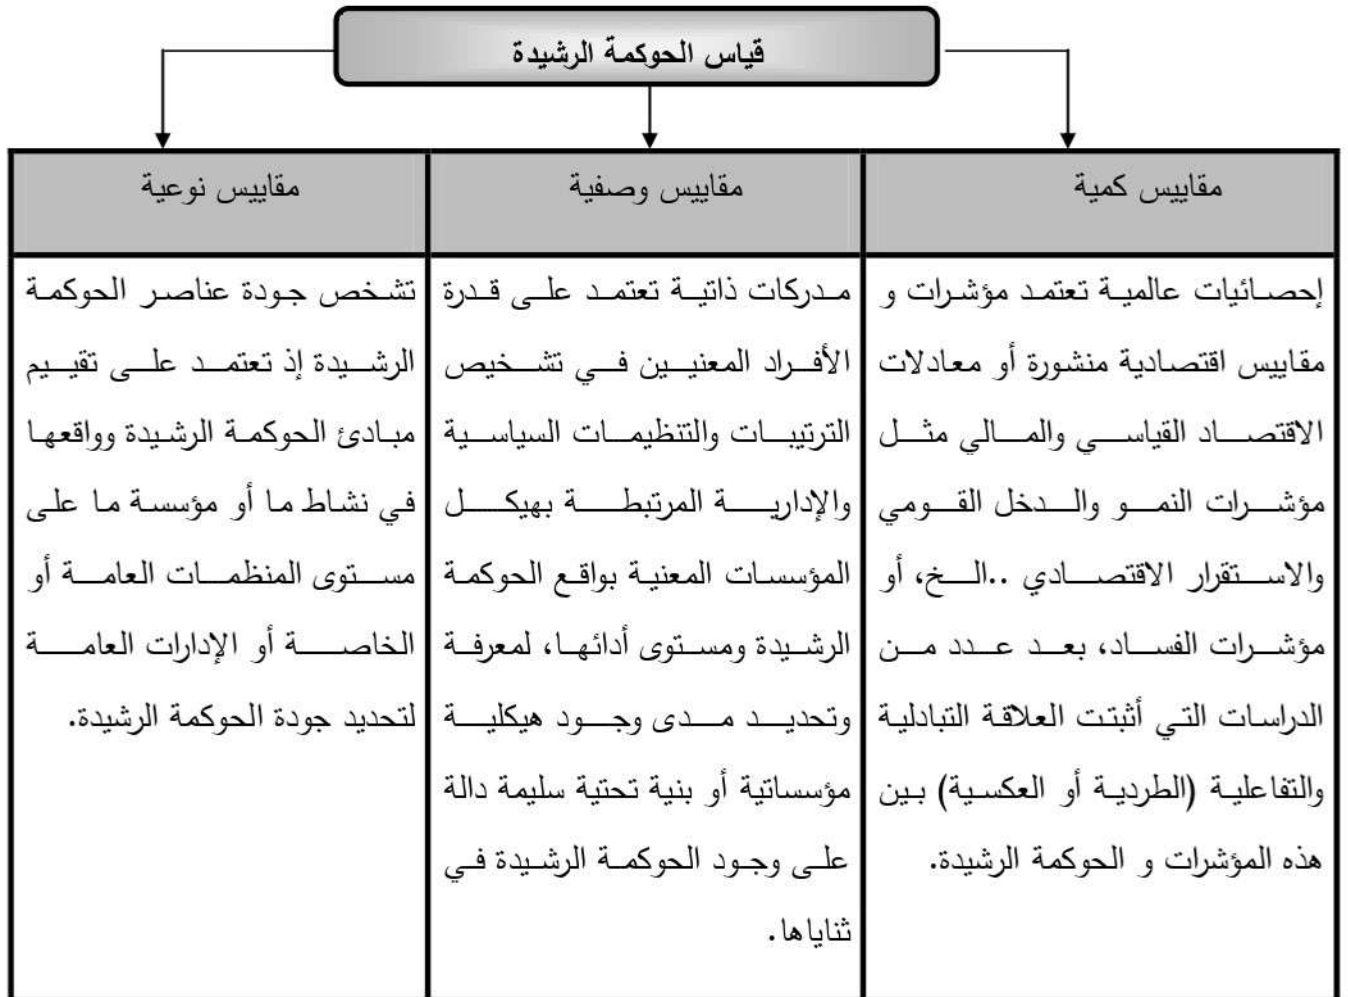 قياس الحوكمة الرشيدة
مقاييس كمية
إحصائيات عالمية تعتمد مؤشرات و
مقاييس اقتصادية منشورة أو معادلات
الاقتصاد القياسي والمالي مثل
مؤشرات النمو والدخل القومي
والاستقرار الاقتصادي ..الخ، أو
مؤشرات الفساد، بعد عدد من
الدراسات التي أثبتت العلاقة التبادلية
والتفاعلية (الطردية أو العكسية) بين
هذه المؤشرات و الحوكمة الرشيدة.
مقاييس وصفية
مدركات ذاتية تعتمد على قدرة
الأفراد المعنيين في تشخيص
الترتيبات والتنظيمات السياسية
والإدارية المرتبطة بهيكل
المؤسسات المعنية بواقع الحوكمة
الرشيدة ومستوى أدائها، لمعرفة
وتحديد مدى وجود هيكلية
مؤسساتية أو بنية تحتية سليمة دالة
على وجود الحوكمة الرشيدة في
ثناياها.
مقاييس نوعية
تشخص جودة عناصر الحوكمة
الرشيدة إذ تعتمد على تقييم
مبادئ الحوكمة الرشيدة وواقعها
في نشاط ما أو مؤسسة ما على
مستوى المنظمات العامة أو
الخاصة أو الإدارات العامة
لتحديد جودة الحوكمة الرشيدة.